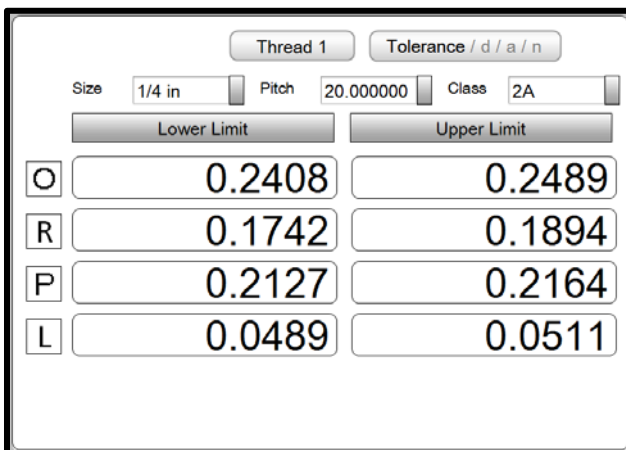 Thread 1 Tolerance / d / a / n
Size 1/4 in Pitch 20.000000 Class 2A
Lower Limit Upper Limit
O 0.2408 0.2489
R 0.1742 0.1894
P 0.2127 0.2164
L 0.0489 0.0511